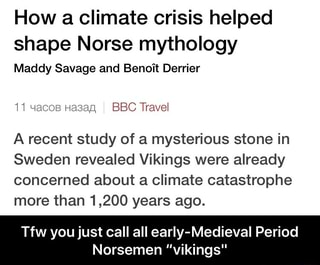 How a climate crisis helped
shape Norse mythology
Maddy Savage and Benoît Derrier
11 часов назад | BBC Travel
A recent study of a mysterious stone in
Sweden revealed Vikings were already
concerned about a climate catastrophe
more than 1,200 years ago.
Tfw you just call all early-Medieval Period
Norsemen "vikings"